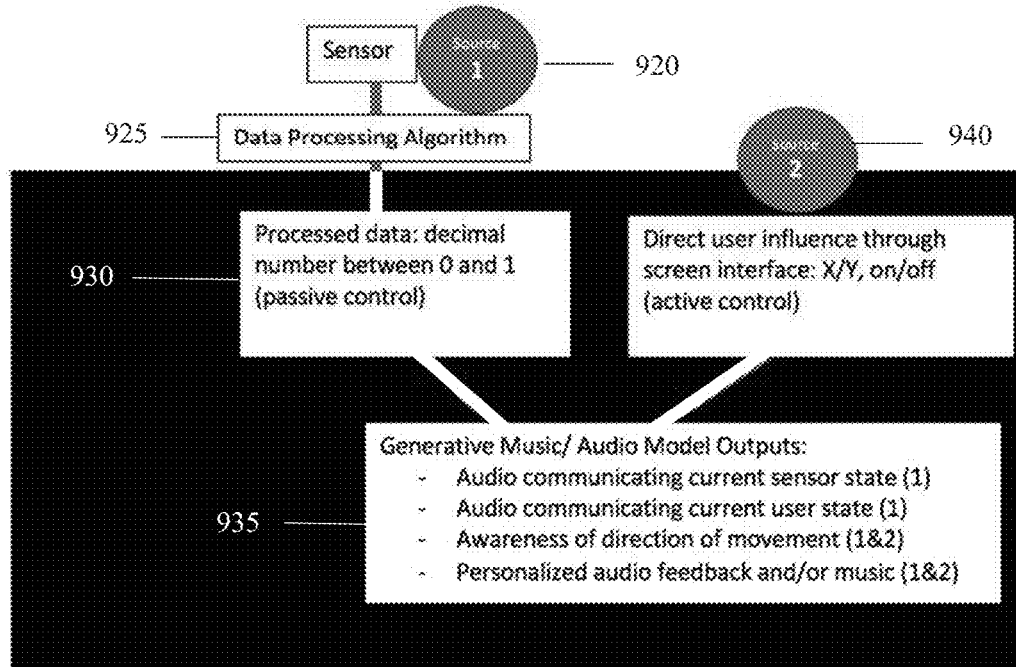 Sensor
Source
1
920
925
Data Processing Algorithm
940
2
930
Processed data: decimal
number between 0 and 1
(passive control)
Direct user influence through
screen interface: X/Y, on/off
(active control)
935
Generative Music/ Audio Model Outputs:
- Audio communicating current sensor state (1)
- Audio communicating current user state (1)
- Awareness of direction of movement (1&2)
- Personalized audio feedback and/or music (1&2)